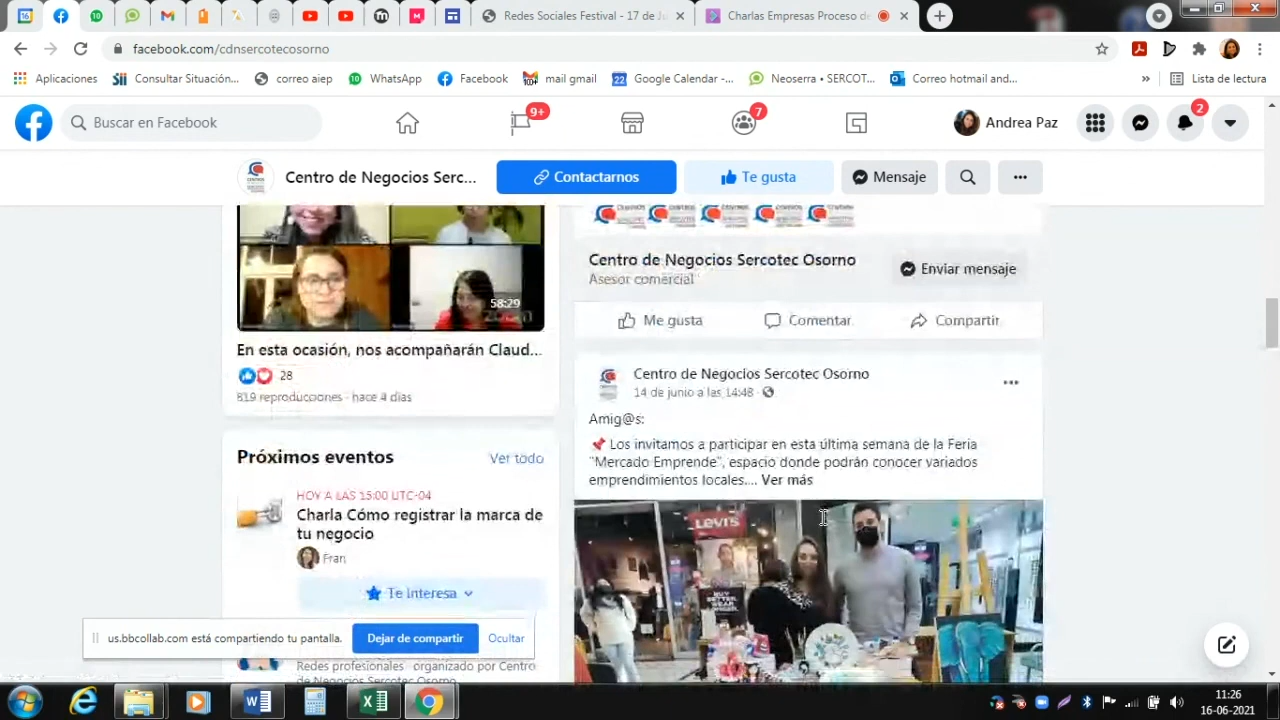 Redes Sociales Festival - 17 de Ju
Charlas Empresas Proceso de
facebook.com/cdnsercotecosorno
Aplicaciones
Consultar Situación...
correo aiep
10 WhatsApp
Facebook
mail gmail
22 Google Calendar -...
Neoserra • SERCOT...
Correo hotmail and...
»
Lista de lectura
Buscar en Facebook
9+
7
Andrea Paz
2
Centro de Negocios Serc...
Contactarnos
Te gusta
Mensaje
58:29
En esta ocasión, nos acompañarán Claud...
28
819 reproducciones · hace 4 días
Próximos eventos
Ver todo
HOY A LAS 15:00 UTC-04
Charla Cómo registrar la marca de
tu negocio
Fran
Te interesa
Redes profesionales · organizado por Centro
de Negocios Sercotec Osorno
Centro de Negocios Sercotec Osorno
Asesor comercial
Enviar mensaje
Me gusta
Comentar
Compartir
Centro de Negocios Sercotec Osorno
14 de junio a las 14:48 ·
Amig@s:
📌 Los invitamos a participar en esta última semana de la Feria
"Mercado Emprende", espacio donde podrán conocer variados
emprendimientos locales.... Ver más
LEVI'S
us.bbcollab.com está compartiendo tu pantalla.
Dejar de compartir
Ocultar
11:26
16-06-2021